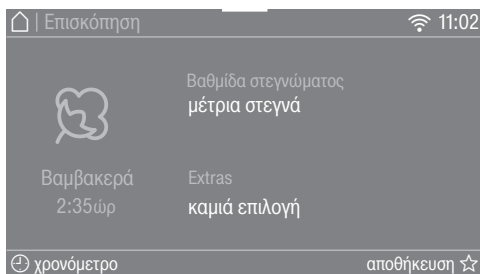 | Επισκόπηση 11:02
Βαθμίδα στεγνώματος
μέτρια στεγνά
Βαμβακερά
2:35ώρ
Extras
καμιά επιλογή
χρονόμετρο αποθήκευση